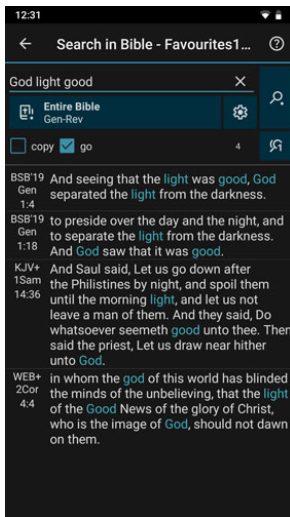 12:31
Search in Bible - Favourites1...
God light good
Entire Bible
Gen-Rev
copy go 4
BSB'19 Gen 1:4
And seeing that the light was good, God
separated the light from the darkness.
BSB'19 Gen 1:18
to preside over the day and the night, and
to separate the light from the darkness.
And God saw that it was good.
KJV+ 1Sam 14:36
And Saul said, Let us go down after
the Philistines by night, and spoil them
until the morning light, and let us not
leave a man of them. And they said, Do
whatsoever seemeth good unto thee. Then
said the priest, Let us draw near hither
unto God.
WEB+ 2Cor 4:4
in whom the god of this world has blinded
the minds of the unbelieving, that the light
of the Good News of the glory of Christ,
who is the image of God, should not dawn
on them.